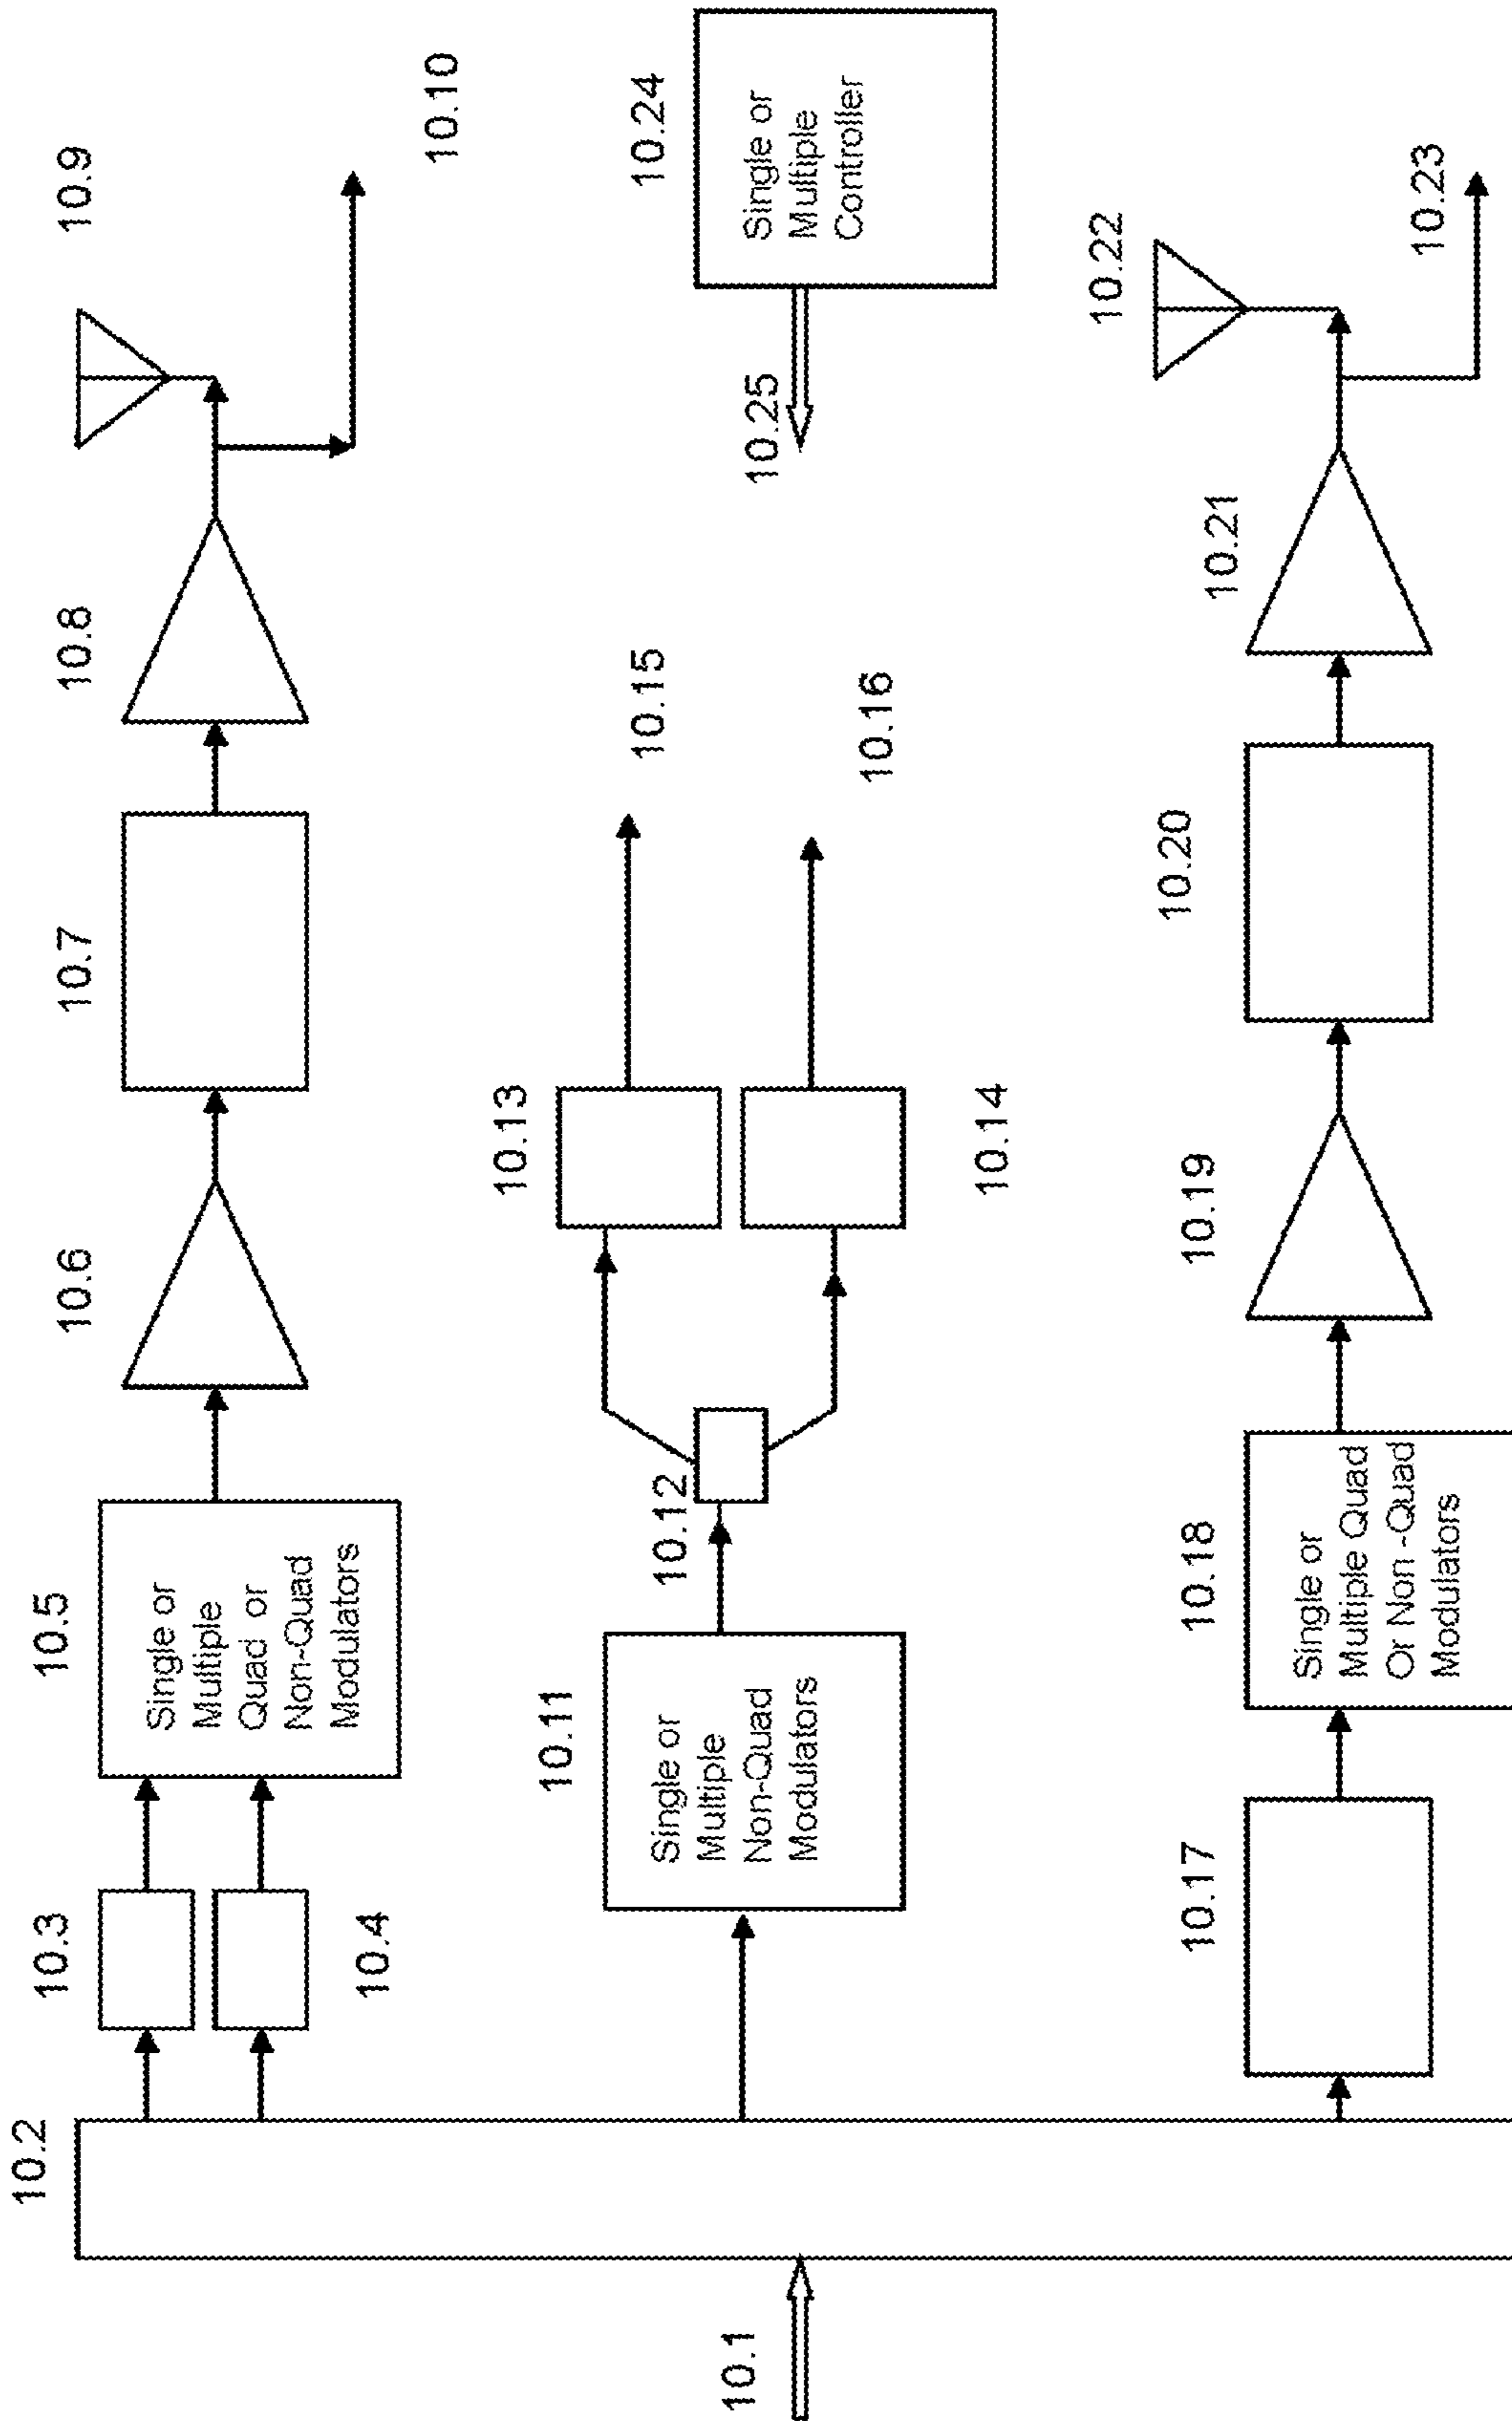 10.1
10.2
10.3
10.4
10.5
Single or
Multiple
Quad or
Non-Quad
Modulators
10.6
10.7
10.8
10.9
10.10
10.11
Single or
Multiple
Non-Quad
Modulators
10.12
10.13
10.14
10.15
10.16
10.17
10.18
Single or
Multiple Quad
Or Non -Quad
Modulators
10.19
10.20
10.21
10.22
10.23
10.24
Single or
Multiple
Controller
10.25